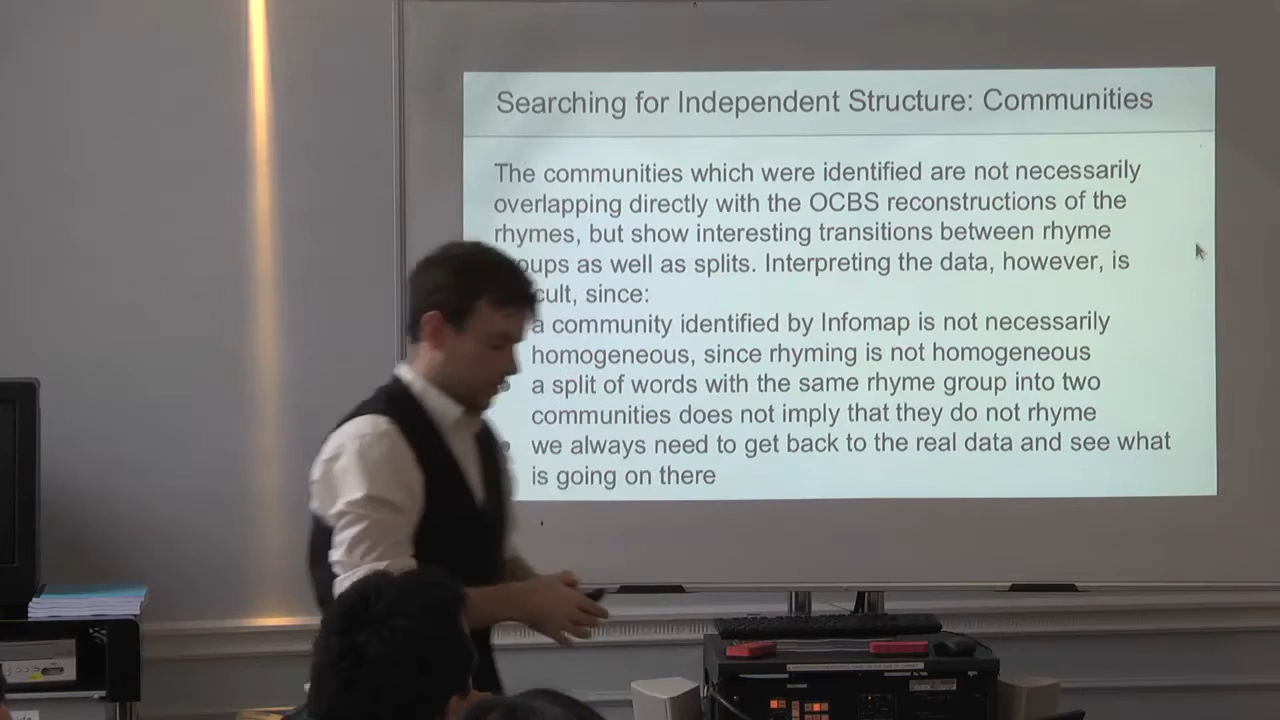 Searching for Independent Structure: Communities
The communities which were identified are not necessarily
overlapping directly with the OCBS reconstructions of the
rhymes, but show interesting transitions between rhyme
oups as well as splits. Interpreting the data, however, is
cult, since:
a community identified by Infomap is not necessarily
homogeneous, since rhyming is not homogeneous
a split of words with the same rhyme group into two
communities does not imply that they do not rhyme
we always need to get back to the real data and see what
is going on there